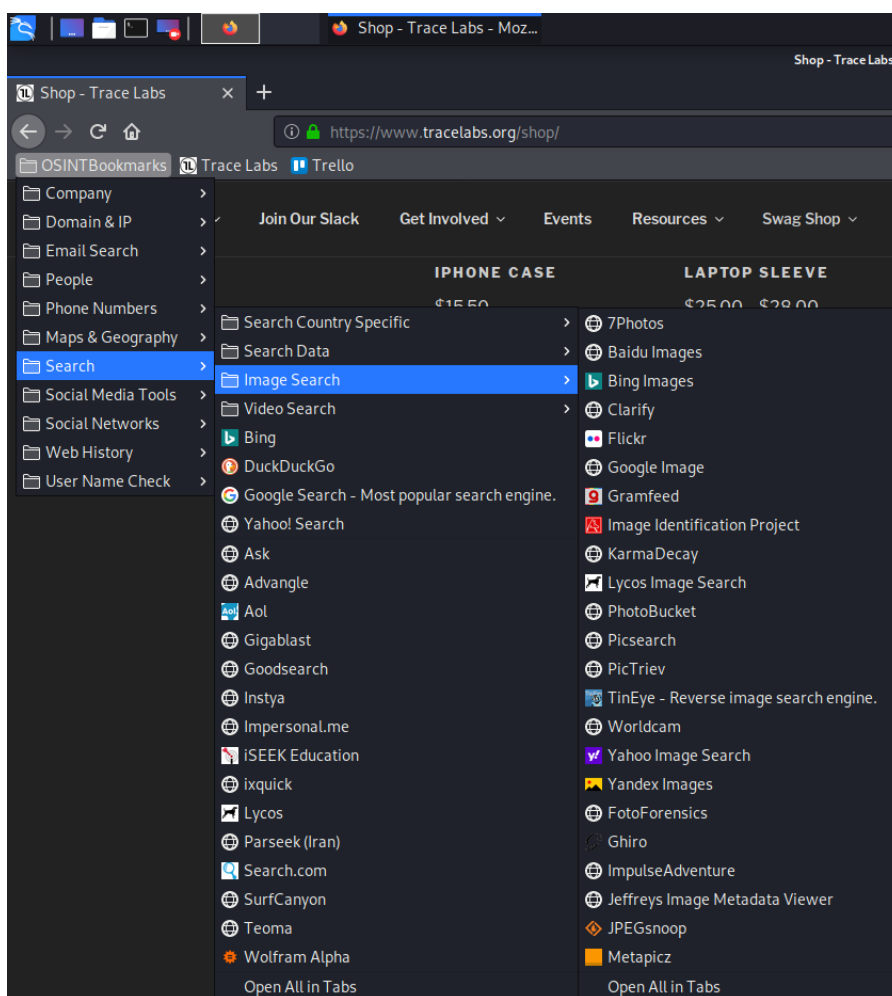 Shop - Trace Labs - Moz...
Shop - Trace Labs
Shop - Trace Labs
https://www.tracelabs.org/shop/
OSINTBookmarks
Trace Labs
Trello
Join Our Slack
Get Involved
Events
Resources
Swag Shop
IPHONE CASE
LAPTOP SLEEVE
$15.50
$25.00 $28.00
Company
Domain & IP
Email Search
People
Phone Numbers
Maps & Geography
Search
Social Media Tools
Social Networks
Web History
User Name Check
Search Country Specific
Search Data
Image Search
Video Search
Bing
DuckDuckGo
Google Search - Most popular search engine.
Yahoo! Search
Ask
Advangle
Aol
Gigablast
Goodsearch
Instya
Impersonal.me
iSEEK Education
ixquick
Lycos
Parseek (Iran)
Search.com
SurfCanyon
Teoma
Wolfram Alpha
Open All in Tabs
7Photos
Baidu Images
Bing Images
Clarify
Flickr
Google Image
Gramfeed
Image Identification Project
KarmaDecay
Lycos Image Search
PhotoBucket
Picsearch
PicTriev
TinEye - Reverse image search engine.
Worldcam
Yahoo Image Search
Yandex Images
FotoForensics
Ghiro
ImpulseAdventure
Jeffreys Image Metadata Viewer
JPEGsnoop
Metapicz
Open All in Tabs